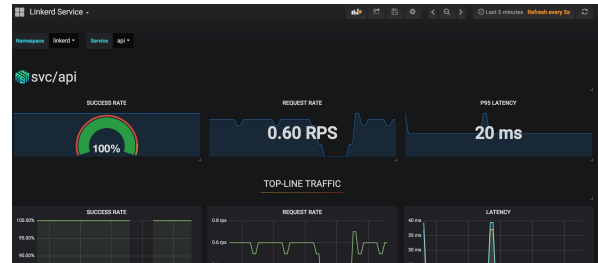 Linkerd Service
Last 5 minutes Refresh every 5s
Namespace linkerd Service api
svc/api
SUCCESS RATE REQUEST RATE P95 LATENCY
100% 0.60 RPS 20 ms
TOP-LINE TRAFFIC
SUCCESS RATE REQUEST RATE LATENCY
100.00% 0.8 rps 40 ms
95.00% 0.6 rps 35 ms
90.00% 30 ms